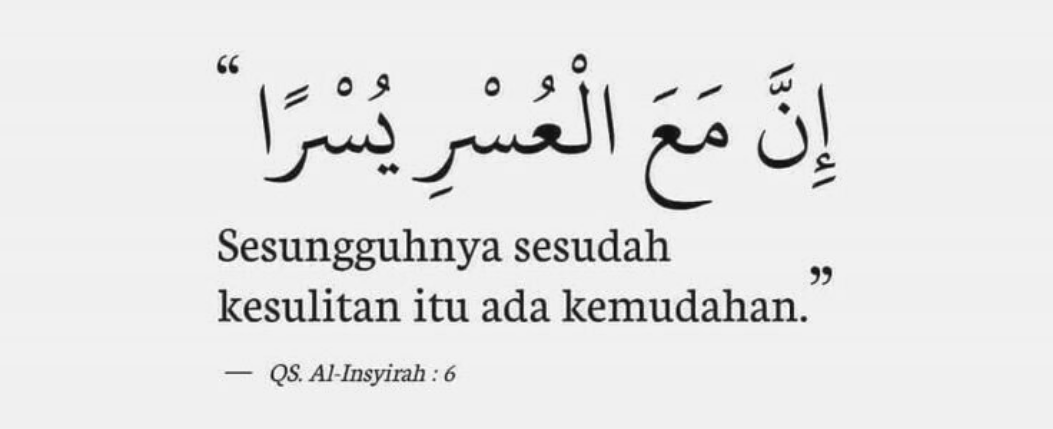 “ إِنَّ مَعَ الْعُسْرِ يُسْرًا
Sesungguhnya sesudah
kesulitan itu ada kemudahan.”
— QS. Al-Insyirah : 6